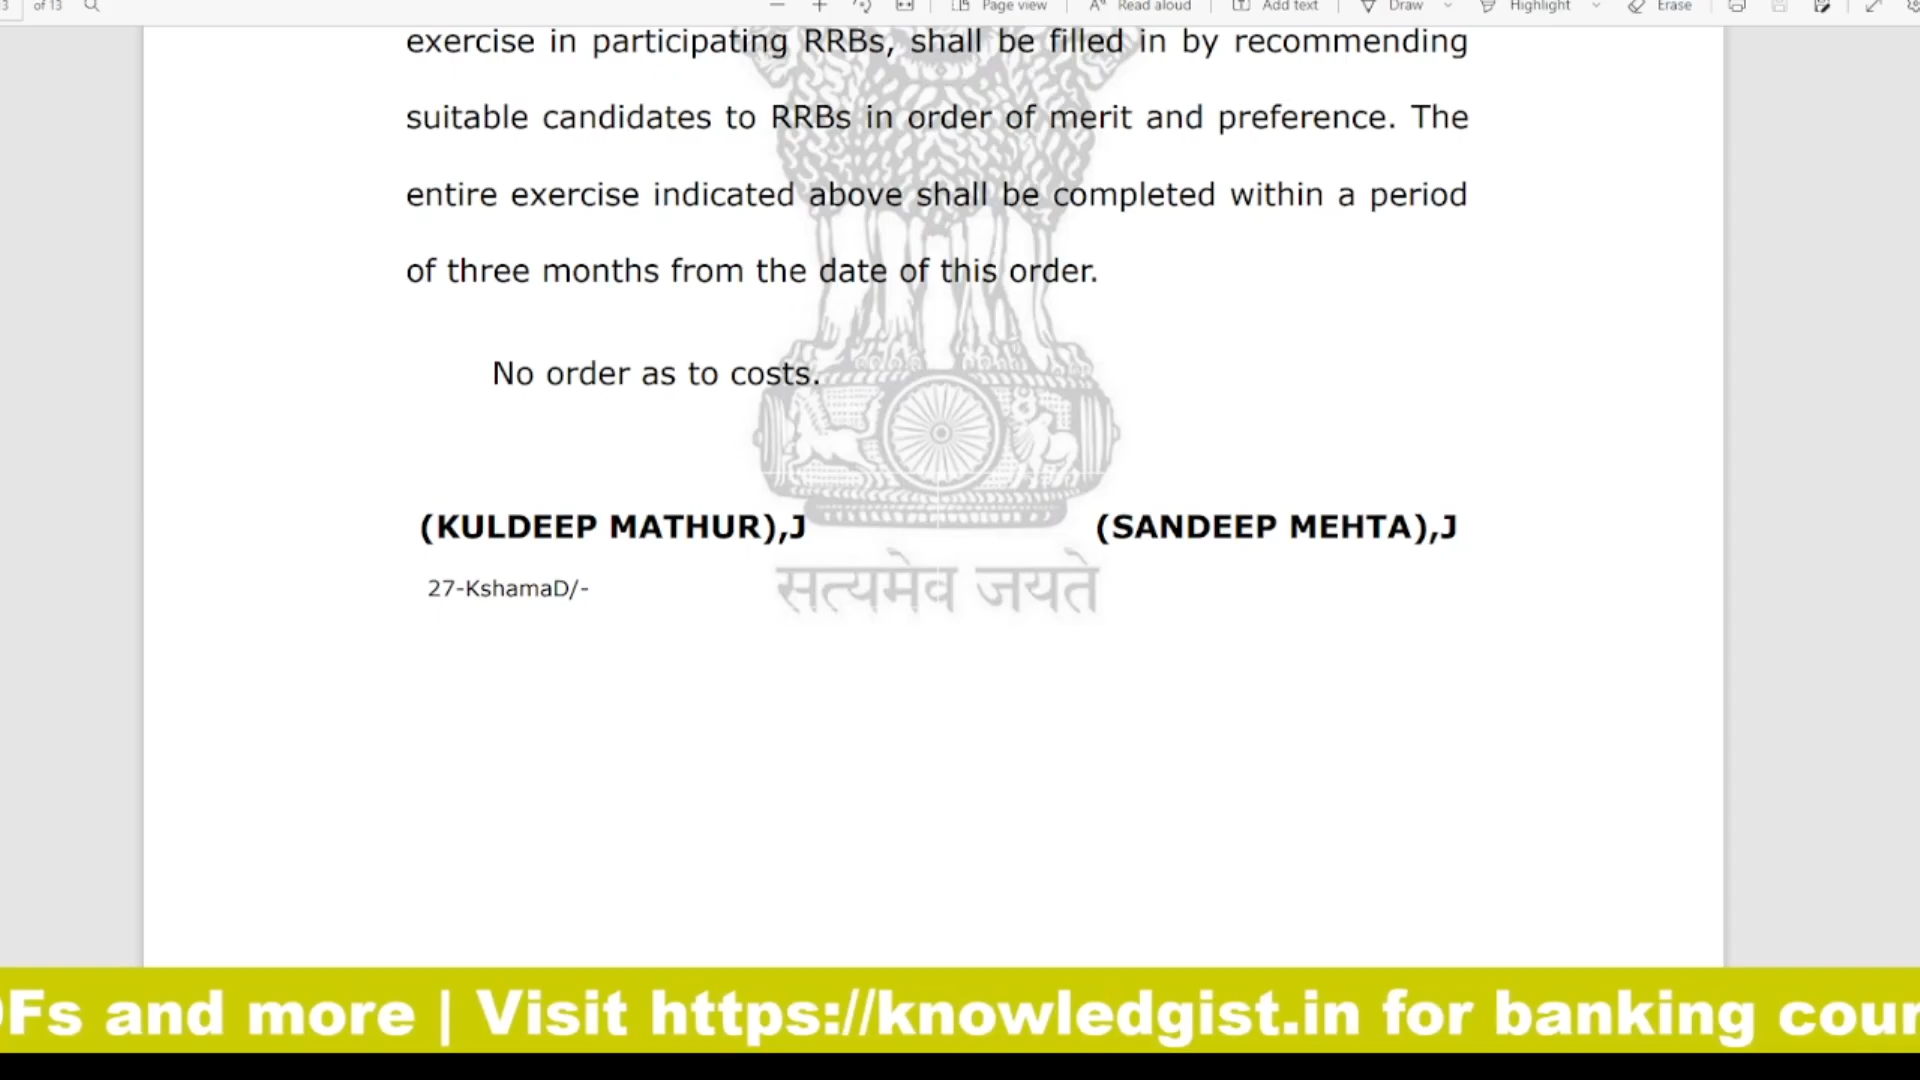 of 13
Page view
Read aloud
Add text
Draw
Highlight
Erase
exercise in participating RRBs, shall be filled in by recommending
suitable candidates to RRBs in order of merit and preference. The
entire exercise indicated above shall be completed within a period
of three months from the date of this order.
No order as to costs.
(KULDEEP MATHUR),J (SANDEEP MEHTA),J
27-KshamaD/-
सत्यमेव जयते
and more | Visit https://knowledgist.in for banking